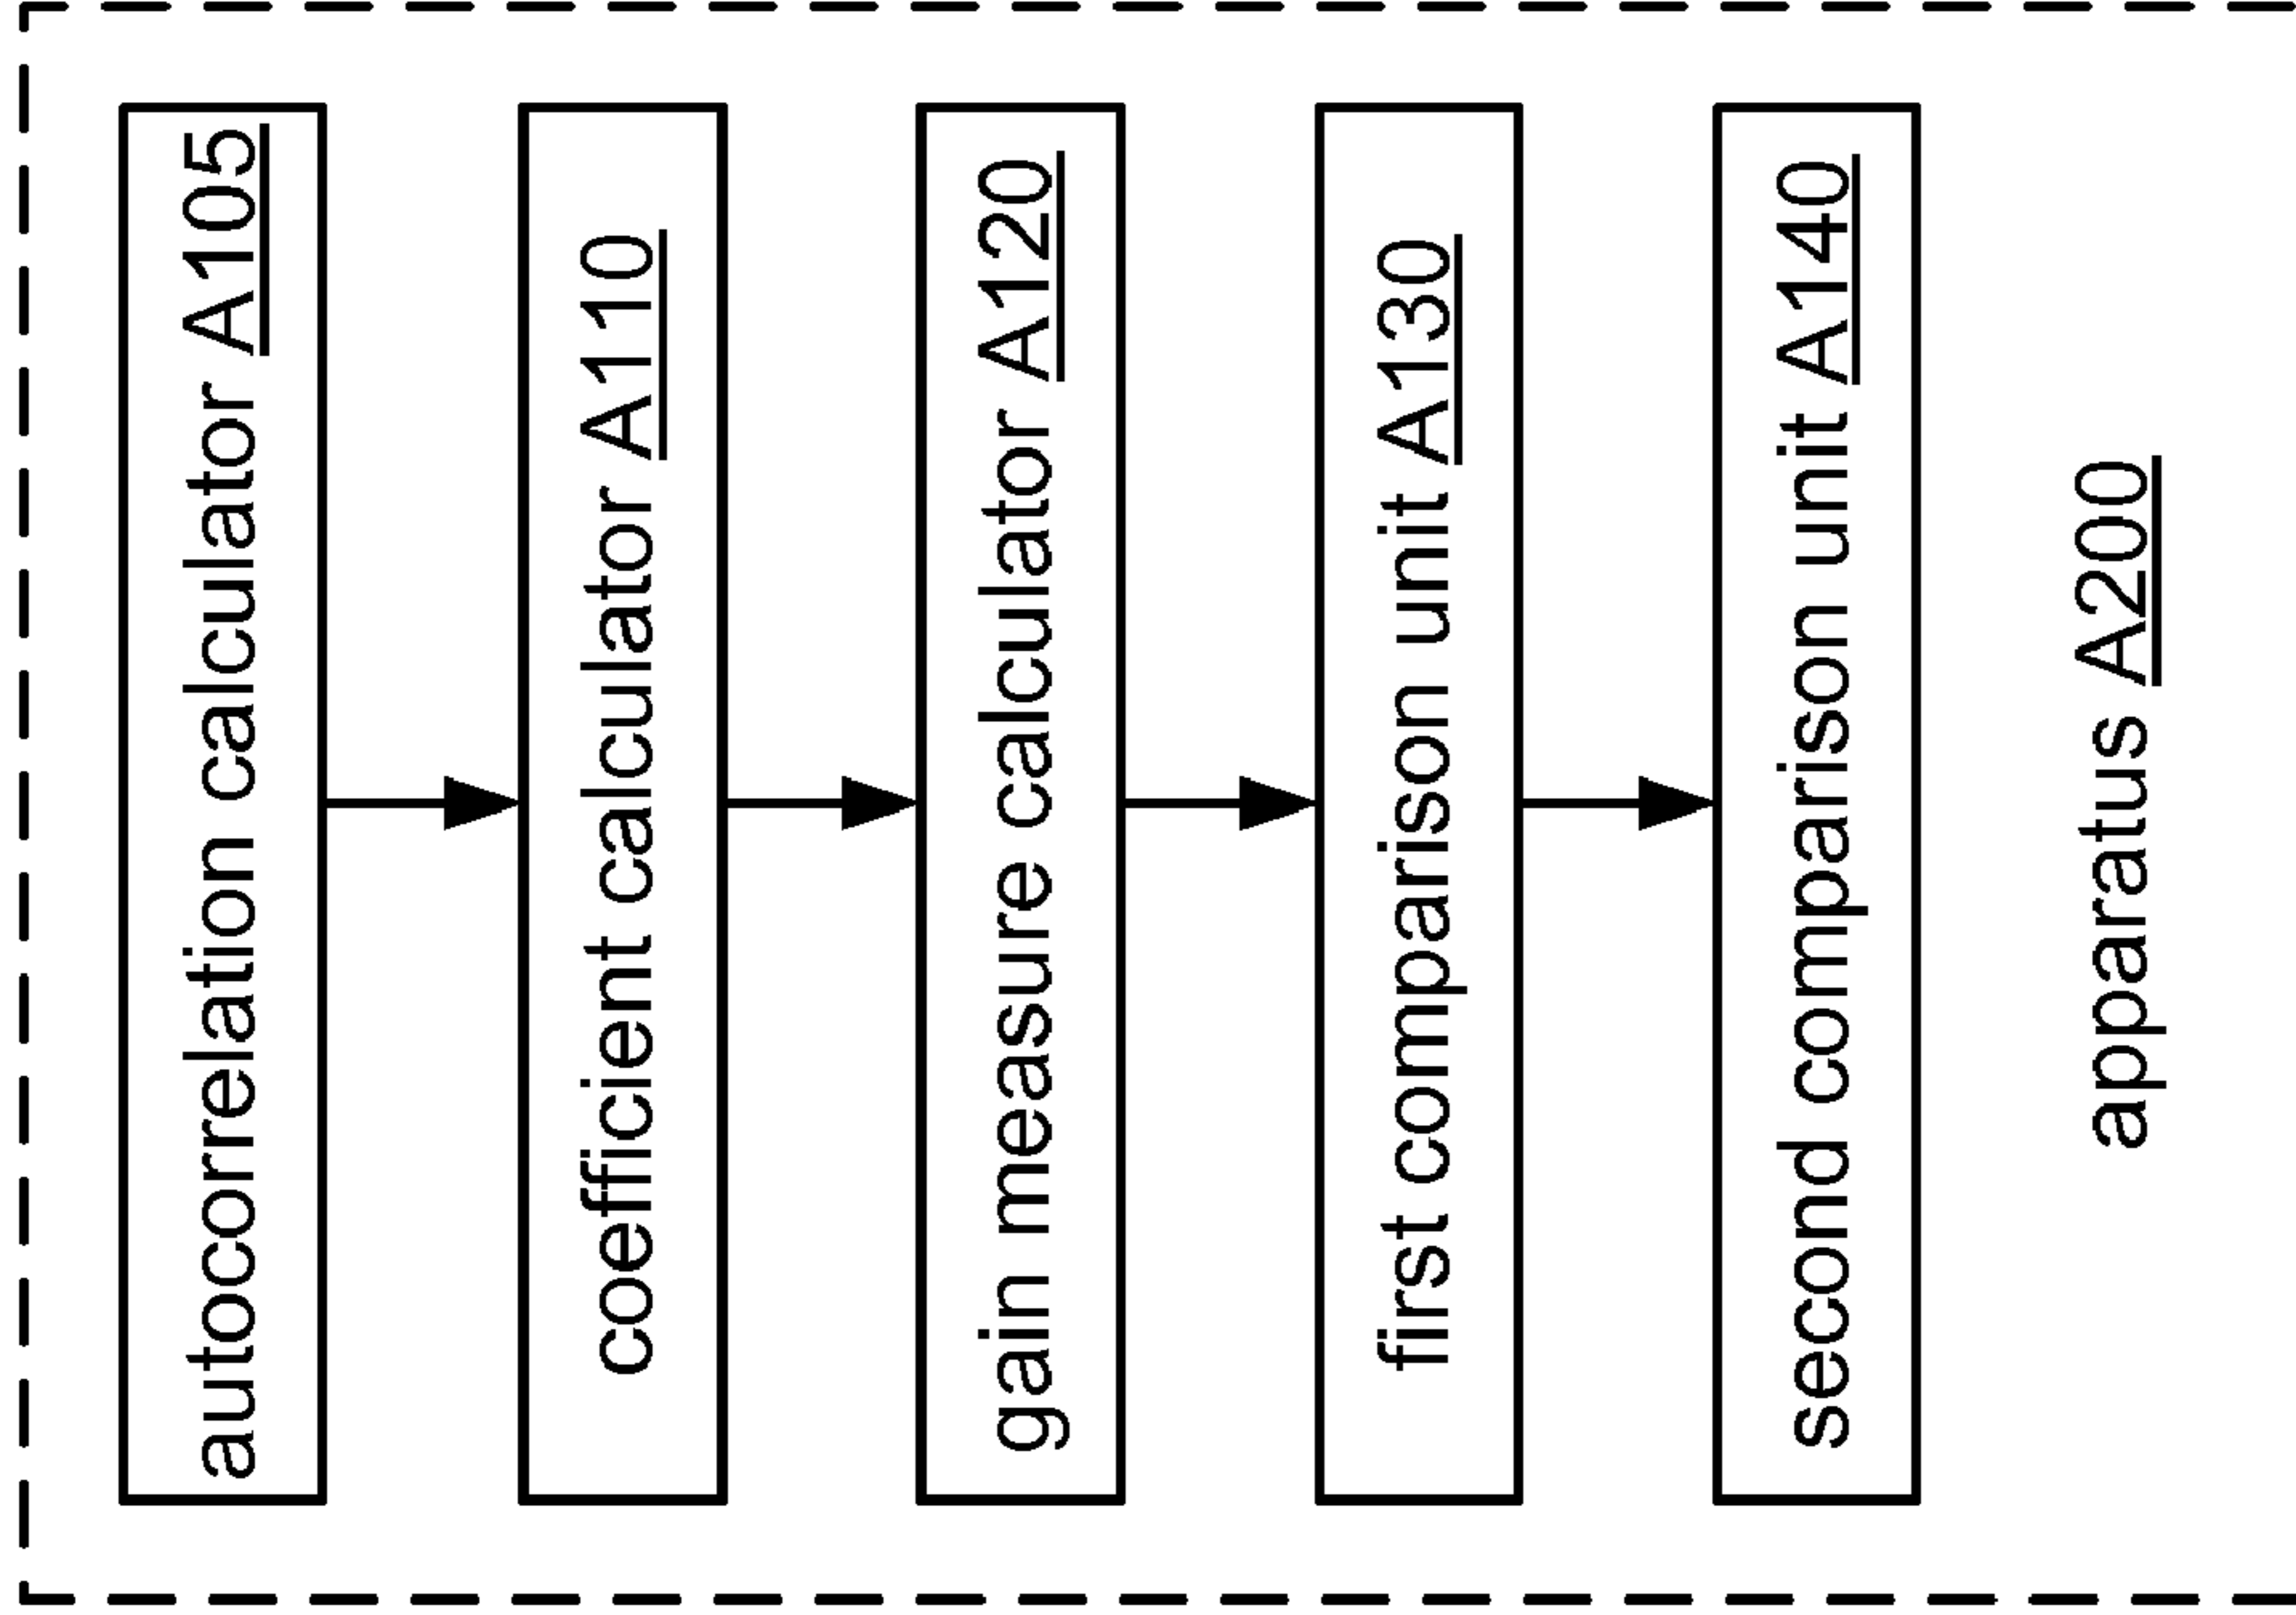 autocorrelation calculator A105
coefficient calculator A110
gain measure calculator A120
first comparison unit A130
second comparison unit A140
apparatus A200